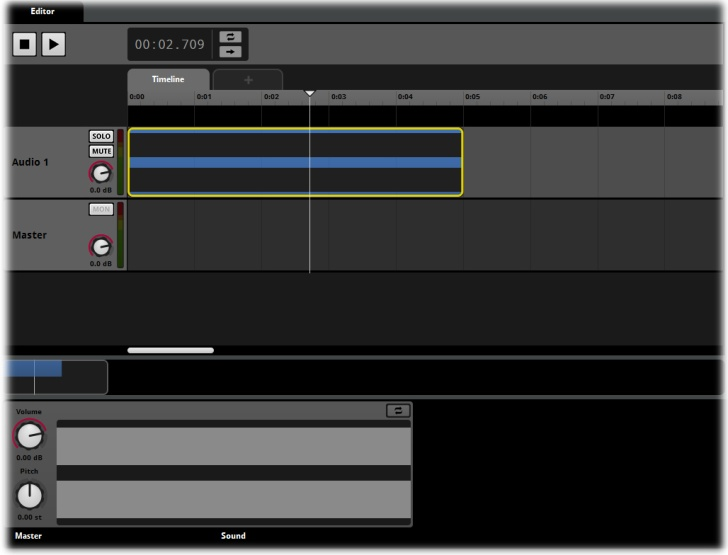 Editor
00:02.709
Timeline +
0:00 0:01 0:02 0:03 0:04 0:05 0:06 0:07 0:08
SOLO
MUTE
Audio 1
0.0 dB
MON
Master
0.0 dB
Volume
0.00 dB
Pitch
0.00 st
Master Sound